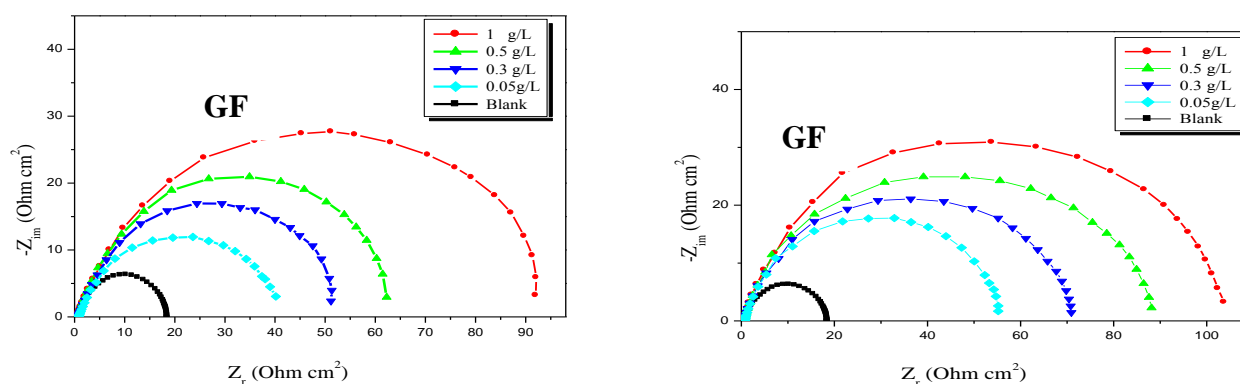 40
30
20
10
0
-Z_im (Ohm cm²)
GF
1 g/L
0.5 g/L
0.3 g/L
0.05g/L
Blank
0 10 20 30 40 50 60 70 80 90
Z_r (Ohm cm²)
40
20
0
-Z_im (Ohm cm²)
GF
1 g/L
0.5 g/L
0.3 g/L
0.05g/L
Blank
0 20 40 60 80 100
Z_r (Ohm cm²)